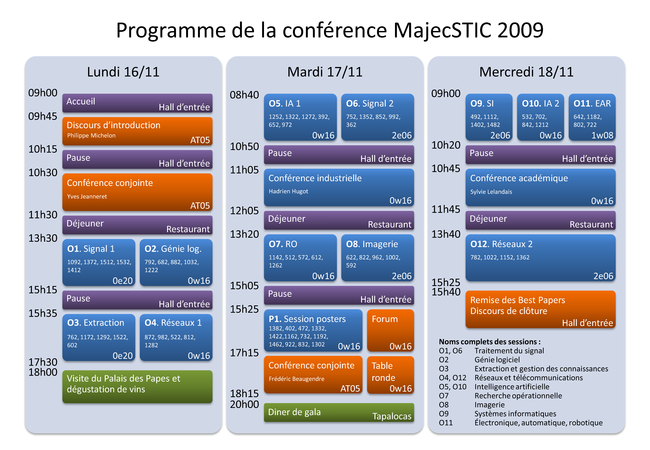 Programme de la conférence MajecSTIC 2009
Lundi 16/11
09h00
Accueil
Hall d'entrée
09h45
Discours d'introduction
Philippe Michelon
AT05
10h15
Pause
Hall d'entrée
10h30
Conférence conjointe
Yves Jeanneret
AT05
11h30
Déjeuner
Restaurant
13h30
O1. Signal 1
1092, 1372, 1512, 1532,
1412
0e20
O2. Génie log.
792, 682, 882, 1032,
1222
0w16
15h15
Pause
Hall d'entrée
15h35
O3. Extraction
762, 1172, 1292, 1522,
602
0e20
O4. Réseaux 1
872, 982, 522, 812,
1282
0w16
17h30
18h00
Visite du Palais des Papes et
dégustation de vins
Mardi 17/11
08h40
O5. IA 1
1252, 1322, 1272, 392,
652, 972
0w16
O6. Signal 2
752, 1352, 852, 992,
362
2e06
10h50
Pause
Hall d'entrée
11h05
Conférence industrielle
Hadrien Hugot
0w16
12h05
Déjeuner
Restaurant
13h20
O7. RO
1142, 512, 572, 612,
1262
0w16
O8. Imagerie
622, 822, 962, 1002,
592
2e06
15h05
Pause
Hall d'entrée
15h25
P1. Session posters
1382, 402, 472, 1332,
1422,1162, 732, 1192,
1462, 922, 832, 1302
0w16
Forum
0w16
17h15
Conférence conjointe
Frédéric Beaugendre
AT05
Table
ronde
0w16
18h15
20h00
Diner de gala
Tapalocas
Mercredi 18/11
09h00
O9. SI
492, 1112,
1402, 1482
2e06
O10. IA 2
532, 702,
842, 1212
0w16
O11. EAR
642, 1182,
802, 722
1w08
10h20
Pause
Hall d'entrée
10h45
Conférence académique
Sylvie Lelandais
0w16
11h45
Déjeuner
Restaurant
13h40
O12. Réseaux 2
782, 1022, 1152, 1362
2e06
15h25
15h40
Remise des Best Papers
Discours de clôture
Hall d'entrée
Noms complets des sessions :
O1, O6 Traitement du signal
O2 Génie logiciel
O3 Extraction et gestion des connaissances
O4, O12 Réseaux et télécommunications
O5, O10 Intelligence artificielle
O7 Recherche opérationnelle
O8 Imagerie
O9 Systèmes informatiques
O11 Électronique, automatique, robotique